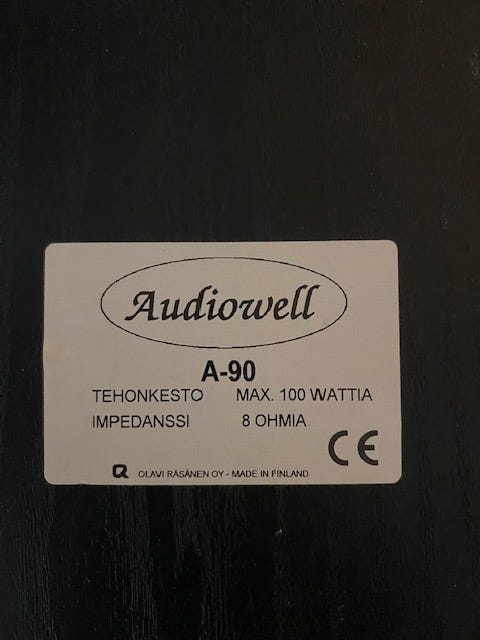 Audiowell
A-90
TEHONKESTO MAX. 100 WATTIA
IMPEDANSSI 8 OHMIA
CE
OLAVI RÄSÄNEN OY - MADE IN FINLAND